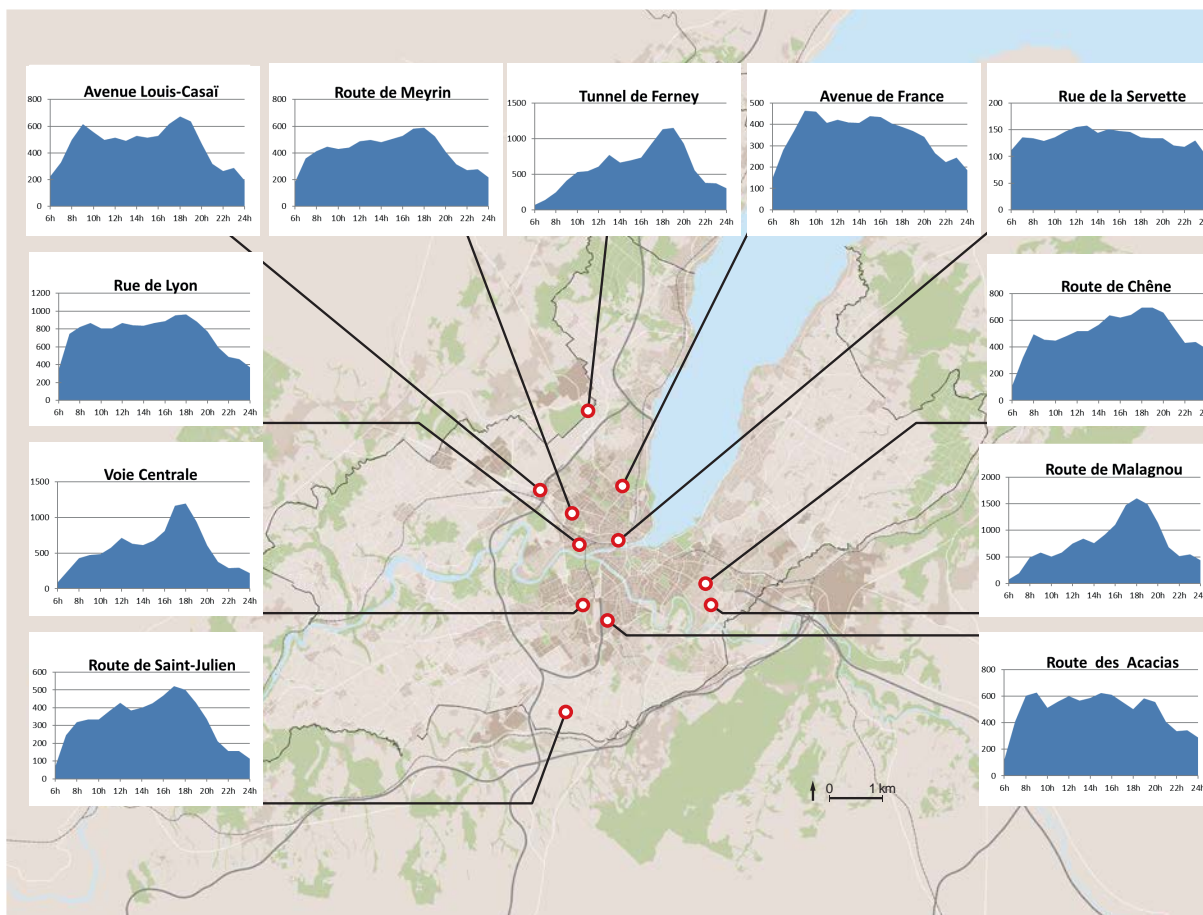 Avenue Louis-Casaï
800
600
400
200
0
6h 8h 10h 12h 14h 16h 18h 20h 22h 24h
Route de Meyrin
800
600
400
200
0
6h 8h 10h 12h 14h 16h 18h 20h 22h 24h
Tunnel de Ferney
1500
1000
500
0
6h 8h 10h 12h 14h 16h 18h 20h 22h 24h
Avenue de France
500
400
300
200
100
0
6h 8h 10h 12h 14h 16h 18h 20h 22h 24h
Rue de la Servette
200
150
100
50
0
6h 8h 10h 12h 14h 16h 18h 20h 22h 2
Rue de Lyon
1200
1000
800
600
400
200
0
6h 8h 10h 12h 14h 16h 18h 20h 22h 24h
Route de Chêne
800
600
400
200
0
6h 8h 10h 12h 14h 16h 18h 20h 22h 2
Voie Centrale
1500
1000
500
0
6h 8h 10h 12h 14h 16h 18h 20h 22h 24h
Route de Malagnou
2000
1500
1000
500
0
6h 8h 10h 12h 14h 16h 18h 20h 22h 24h
Route de Saint-Julien
600
500
400
300
200
100
0
6h 8h 10h 12h 14h 16h 18h 20h 22h 24h
Route des Acacias
800
600
400
200
0
6h 8h 10h 12h 14h 16h 18h 20h 22h 24h
0 1 km